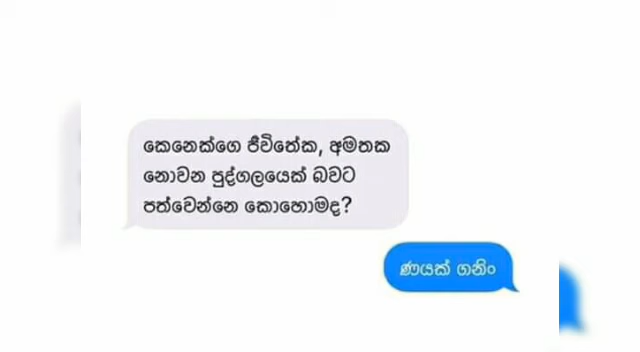 කෙනෙක්ගෙ ජීවිතේක, අමතක
නොවන පුද්ගලයෙක් බවට
පත්වෙන්නෙ කොහොමද?
ණයක් ගනිං